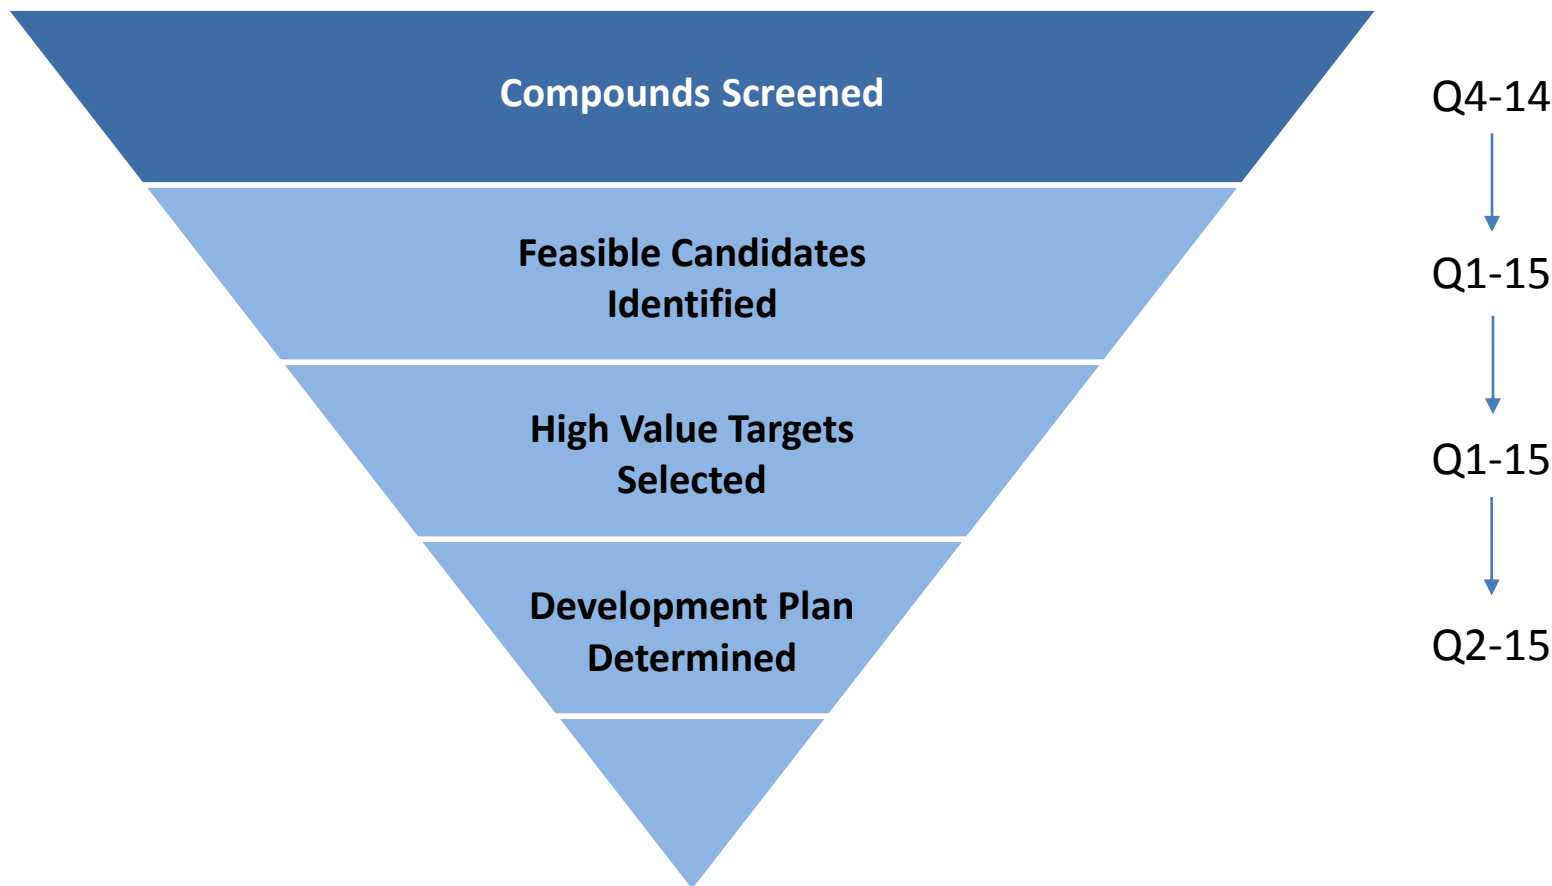 Compounds Screened
Q4-14
Feasible Candidates
Identified
Q1-15
High Value Targets
Selected
Q1-15
Development Plan
Determined
Q2-15